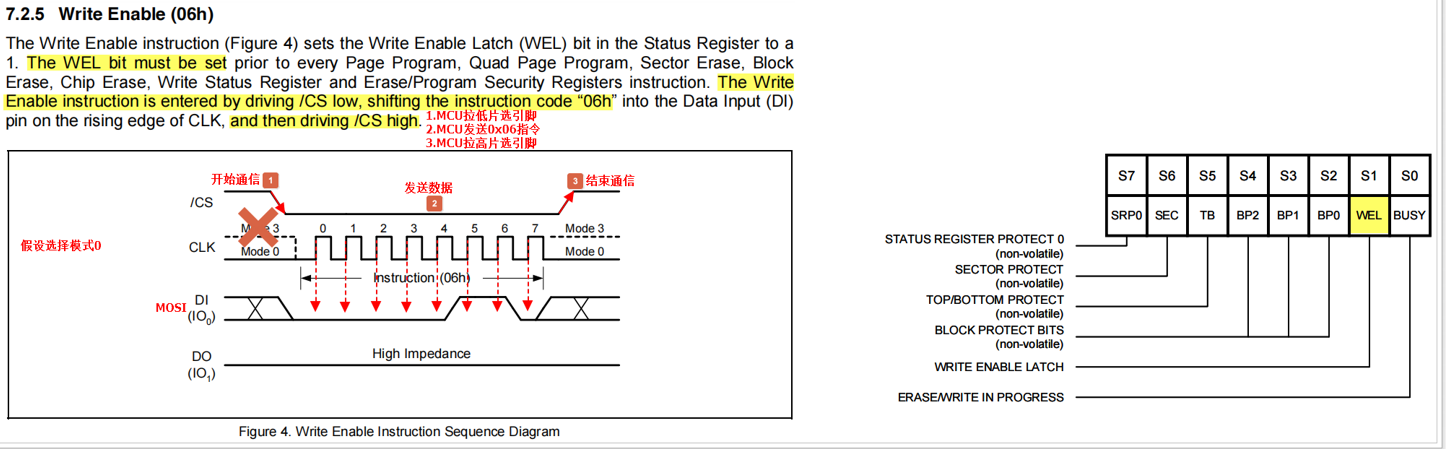 7.2.5 Write Enable (06h)
The Write Enable instruction (Figure 4) sets the Write Enable Latch (WEL) bit in the Status Register to a
1. The WEL bit must be set prior to every Page Program, Quad Page Program, Sector Erase, Block
Erase, Chip Erase, Write Status Register and Erase/Program Security Registers instruction. The Write
Enable instruction is entered by driving /CS low, shifting the instruction code “06h” into the Data Input (DI)
pin on the rising edge of CLK, and then driving /CS high.
1.MCU拉低片选引脚
2.MCU发送0x06指令
3.MCU拉高片选引脚
开始通信 1
发送数据
2
3 结束通信
/CS
Mode 3
0 1 2 3 4 5 6 7
Mode 3
假设选择模式0
CLK
Mode 0
Mode 0
Instruction (06h)
MOSI
DI
(IO0)
DO
(IO1)
High Impedance
Figure 4. Write Enable Instruction Sequence Diagram
S7 S6 S5 S4 S3 S2 S1 S0
SRP0 SEC TB BP2 BP1 BP0 WEL BUSY
STATUS REGISTER PROTECT 0
(non-volatile)
SECTOR PROTECT
(non-volatile)
TOP/BOTTOM PROTECT
(non-volatile)
BLOCK PROTECT BITS
(non-volatile)
WRITE ENABLE LATCH
ERASE/WRITE IN PROGRESS